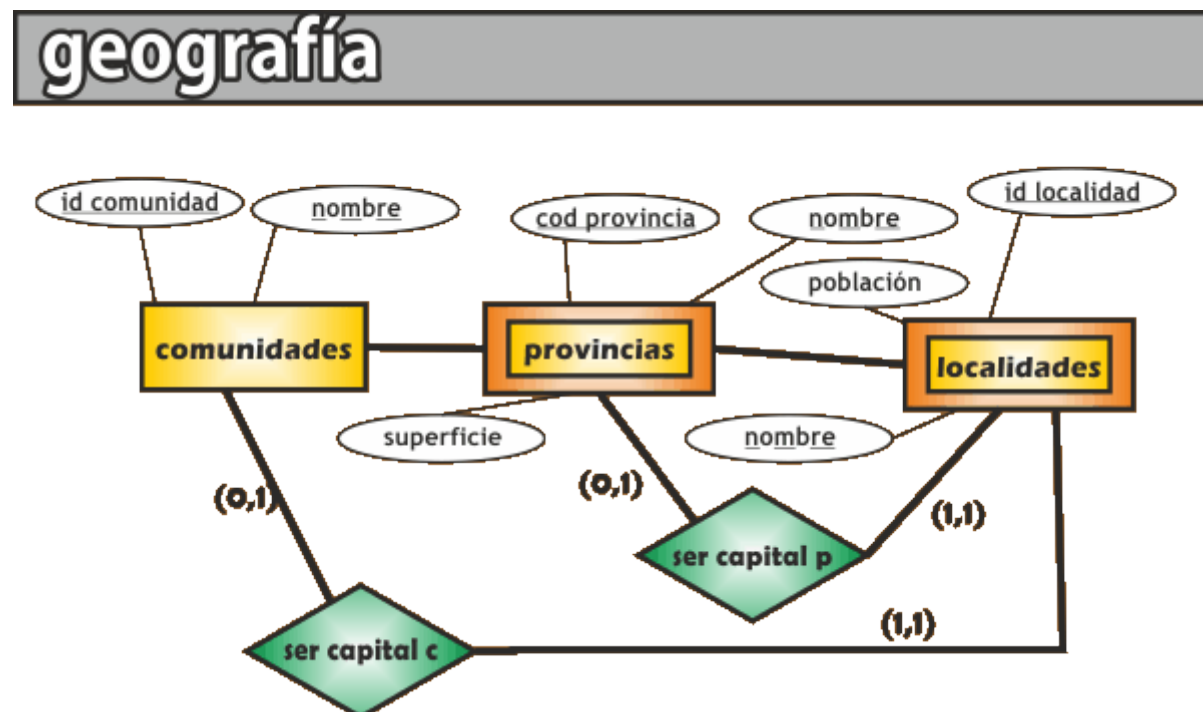 geografía
id comunidad
nombre
cod provincia
nombre
id localidad
población
comunidades
provincias
localidades
superficie
nombre
(0,1)
(0,1)
(1,1)
ser capital p
(1,1)
ser capital c